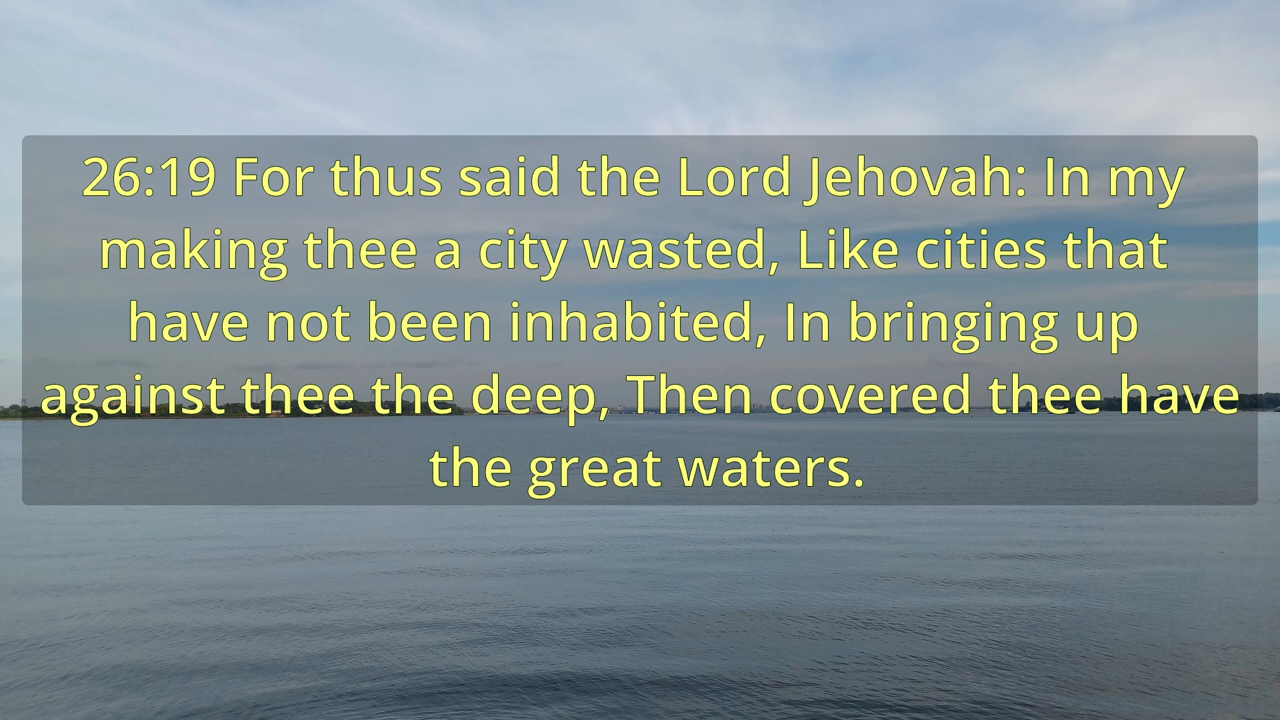 26:19 For thus said the Lord Jehovah: In my
making thee a city wasted, Like cities that
have not been inhabited, In bringing up
against thee the deep, Then covered thee have
the great waters.